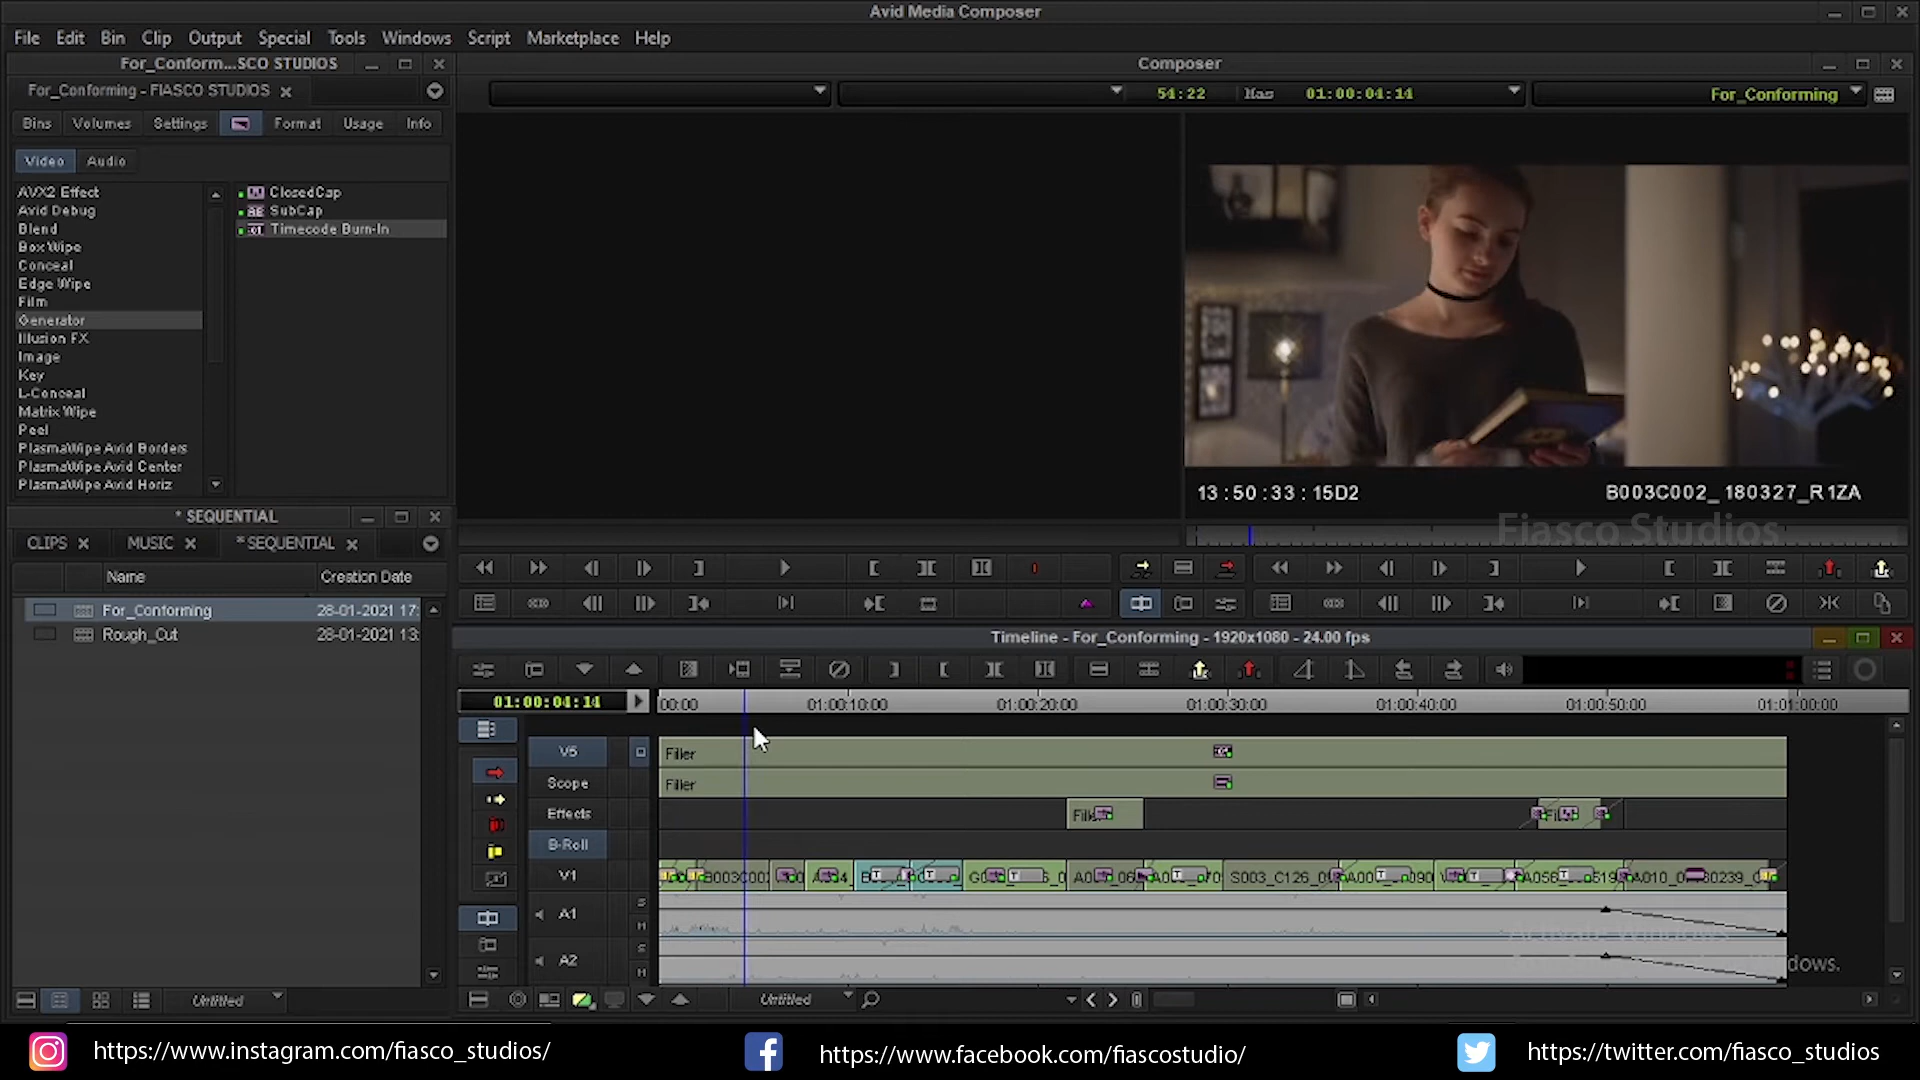 Avid Media Composer
File Edit Bin Clip Output Special Tools Windows Script Marketplace Help
For_Conform...SCO STUDIOS
Composer
For_Conforming - FIASCO STUDIOS
54:22 Mas 01:00:04:14
For_Conforming
Bins Volumes Settings Format Usage Info
Video Audio
AVX2 Effect
Avid Debug
Blend
Box Wipe
Conceal
Edge Wipe
Film
Generator
Illusion FX
Image
Key
L-Conceal
Matrix Wipe
Peel
PlasmaWipe Avid Borders
PlasmaWipe Avid Center
PlasmaWipe Avid Horiz
ClosedCap
SubCap
Timecode Burn-In
13:50:33:15D2
B003C002_180327_R1ZA
Fiasco Studios
* SEQUENTIAL
CLIPS MUSIC *SEQUENTIAL
Name Creation Date
For_Conforming 28-01-2021 17:
Rough_Cut 28-01-2021 13:
Untitled
Timeline - For_Conforming - 1920x1080 - 24.00 fps
01:00:04:14
00:00 01:00:10:00 01:00:20:00 01:00:30:00 01:00:40:00 01:00:50:00 01:01:00:00
V5 Filler
Scope Filler
Effects
B-Roll
V1 B003C002 S003_C126_0
A1
A2
S
M
S
M
Activate Windows
Untitled
https://www.instagram.com/fiasco_studios/
https://www.facebook.com/fiascostudio/
https://twitter.com/fiasco_studios